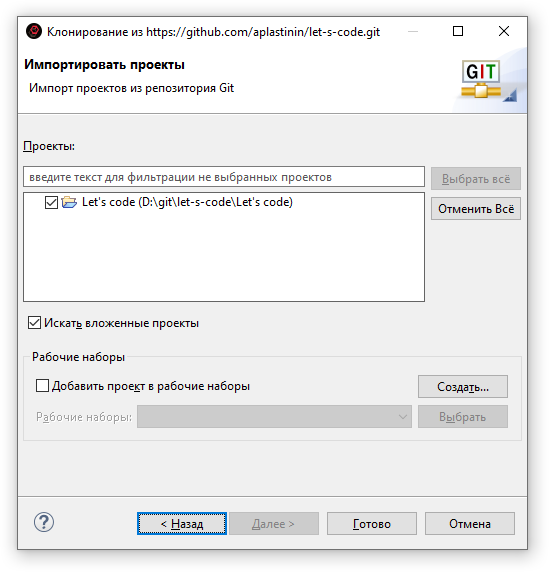 Клонирование из https://github.com/aplastinin/let-s-code.git
Импортировать проекты
Импорт проектов из репозитория Git
GIT
Проекты:
введите текст для фильтрации не выбранных проектов
Выбрать всё
Let's code (D:\git\let-s-code\Let's code)
Отменить Всё
Искать вложенные проекты
Рабочие наборы
Добавить проект в рабочие наборы
Создать...
Рабочие наборы:
Выбрать
?
< Назад
Далее >
Готово
Отмена